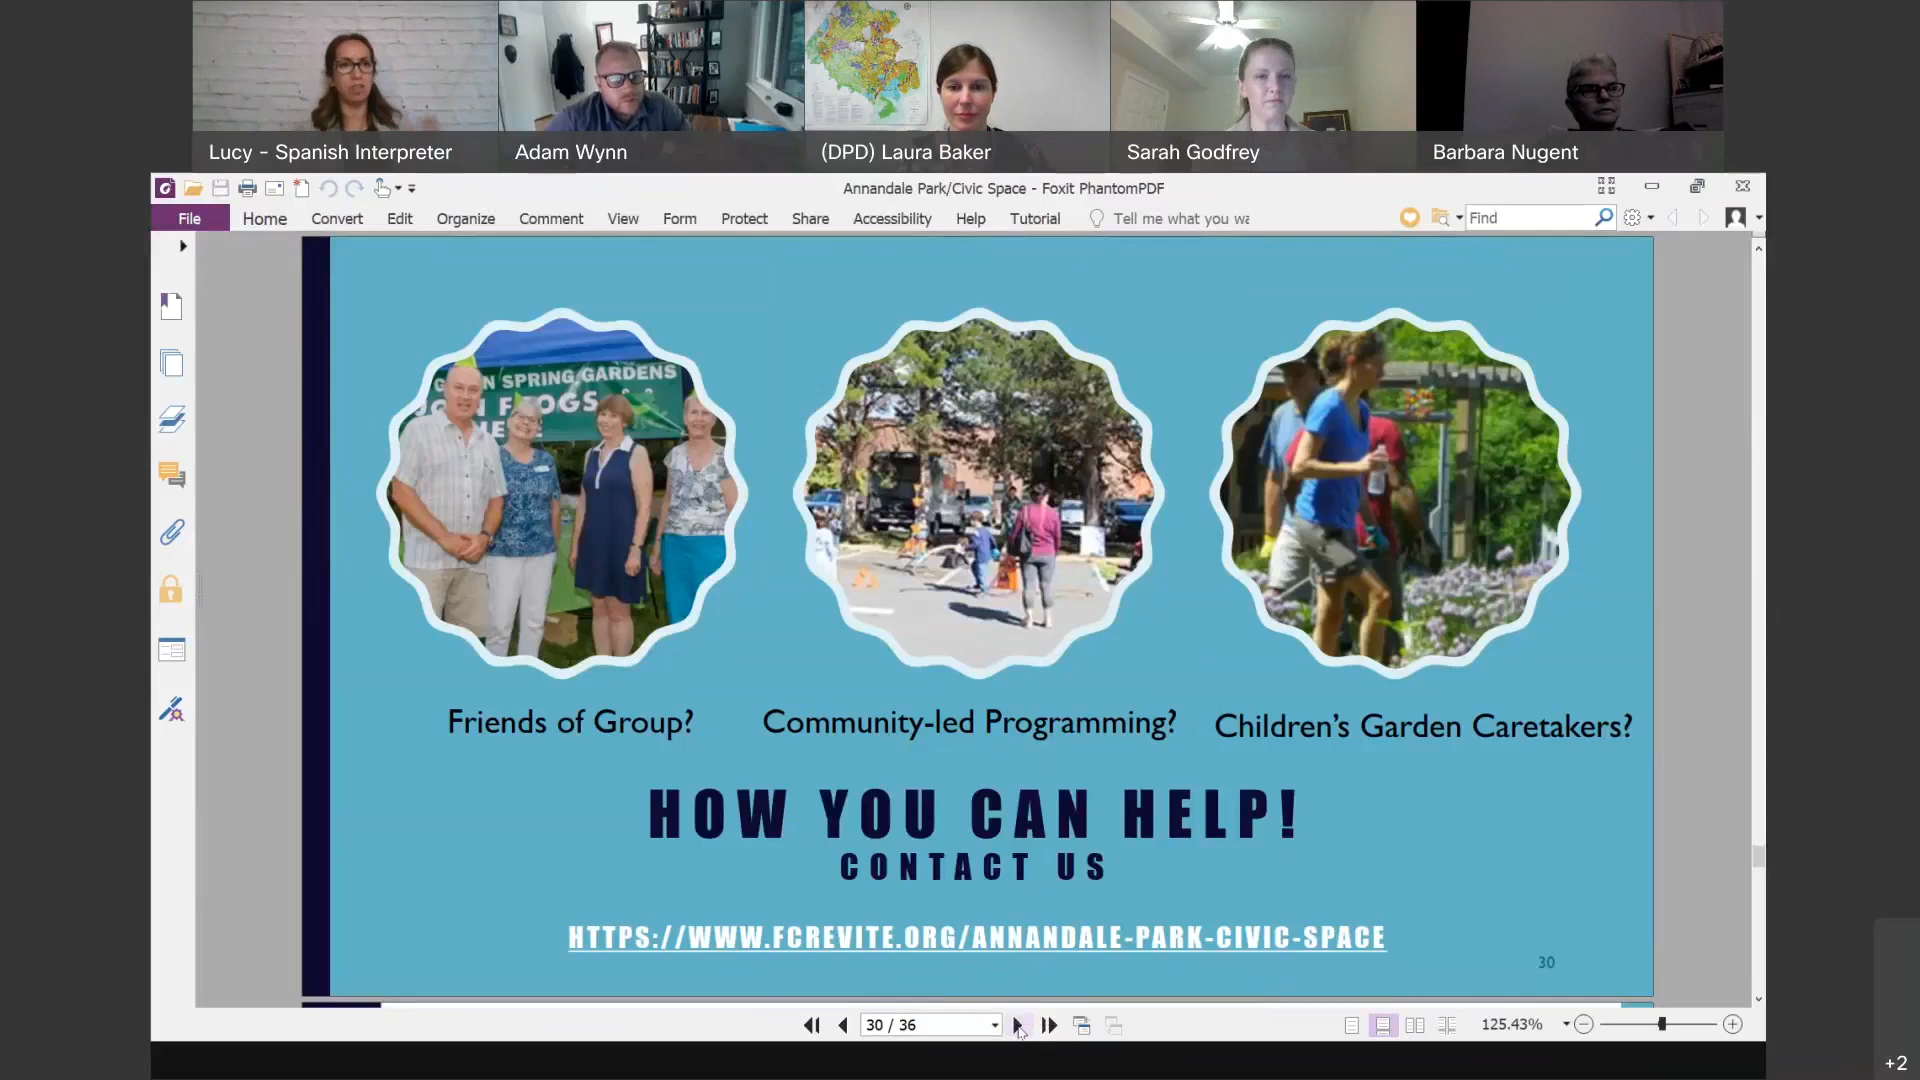 Lucy - Spanish Interpreter
Adam Wynn
(DPD) Laura Baker
Sarah Godfrey
Barbara Nugent
Annandale Park/Civic Space - Foxit PhantomPDF
File Home Convert Edit Organize Comment View Form Protect Share Accessibility Help Tutorial Tell me what you wa Find
SPRING GARDENS
Friends of Group?
Community-led Programming?
Children's Garden Caretakers?
HOW YOU CAN HELP!
CONTACT US
HTTPS://WWW.FCREVITE.ORG/ANNANDALE-PARK-CIVIC-SPACE
30
30 / 36
125.43%
+2